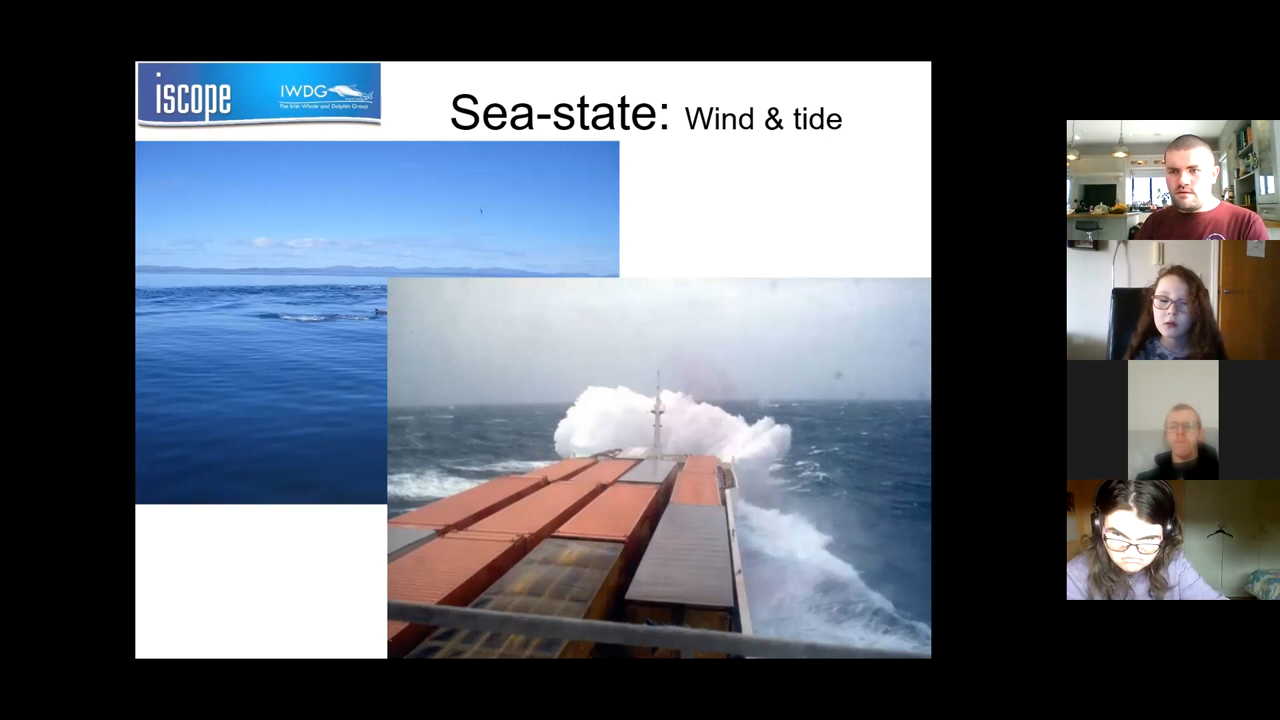 iscope
IWDG
The Irish Whale and Dolphin Group
Sea-state: Wind & tide